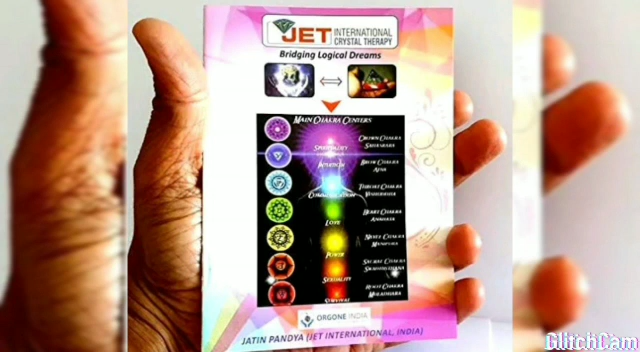 JET INTERNATIONAL
CRYSTAL THERAPY
Bridging Logical Dreams
MAIN CHAKRA CENTERS
CROWN CHAKRA
SAHASRARA
SPIRITUALITY
BROW CHAKRA
AJNA
INTUITION
THROAT CHAKRA
VISHUDDHA
COMMUNICATION
HEART CHAKRA
ANAHATA
LOVE
NAVEL CHAKRA
MANIPURA
POWER
SACRAL CHAKRA
SWADHISTHANA
SEXUALITY
ROOT CHAKRA
MULADHARA
SURVIVAL
ORGONE INDIA
JATIN PANDYA (JET INTERNATIONAL, INDIA)
GlitchCam